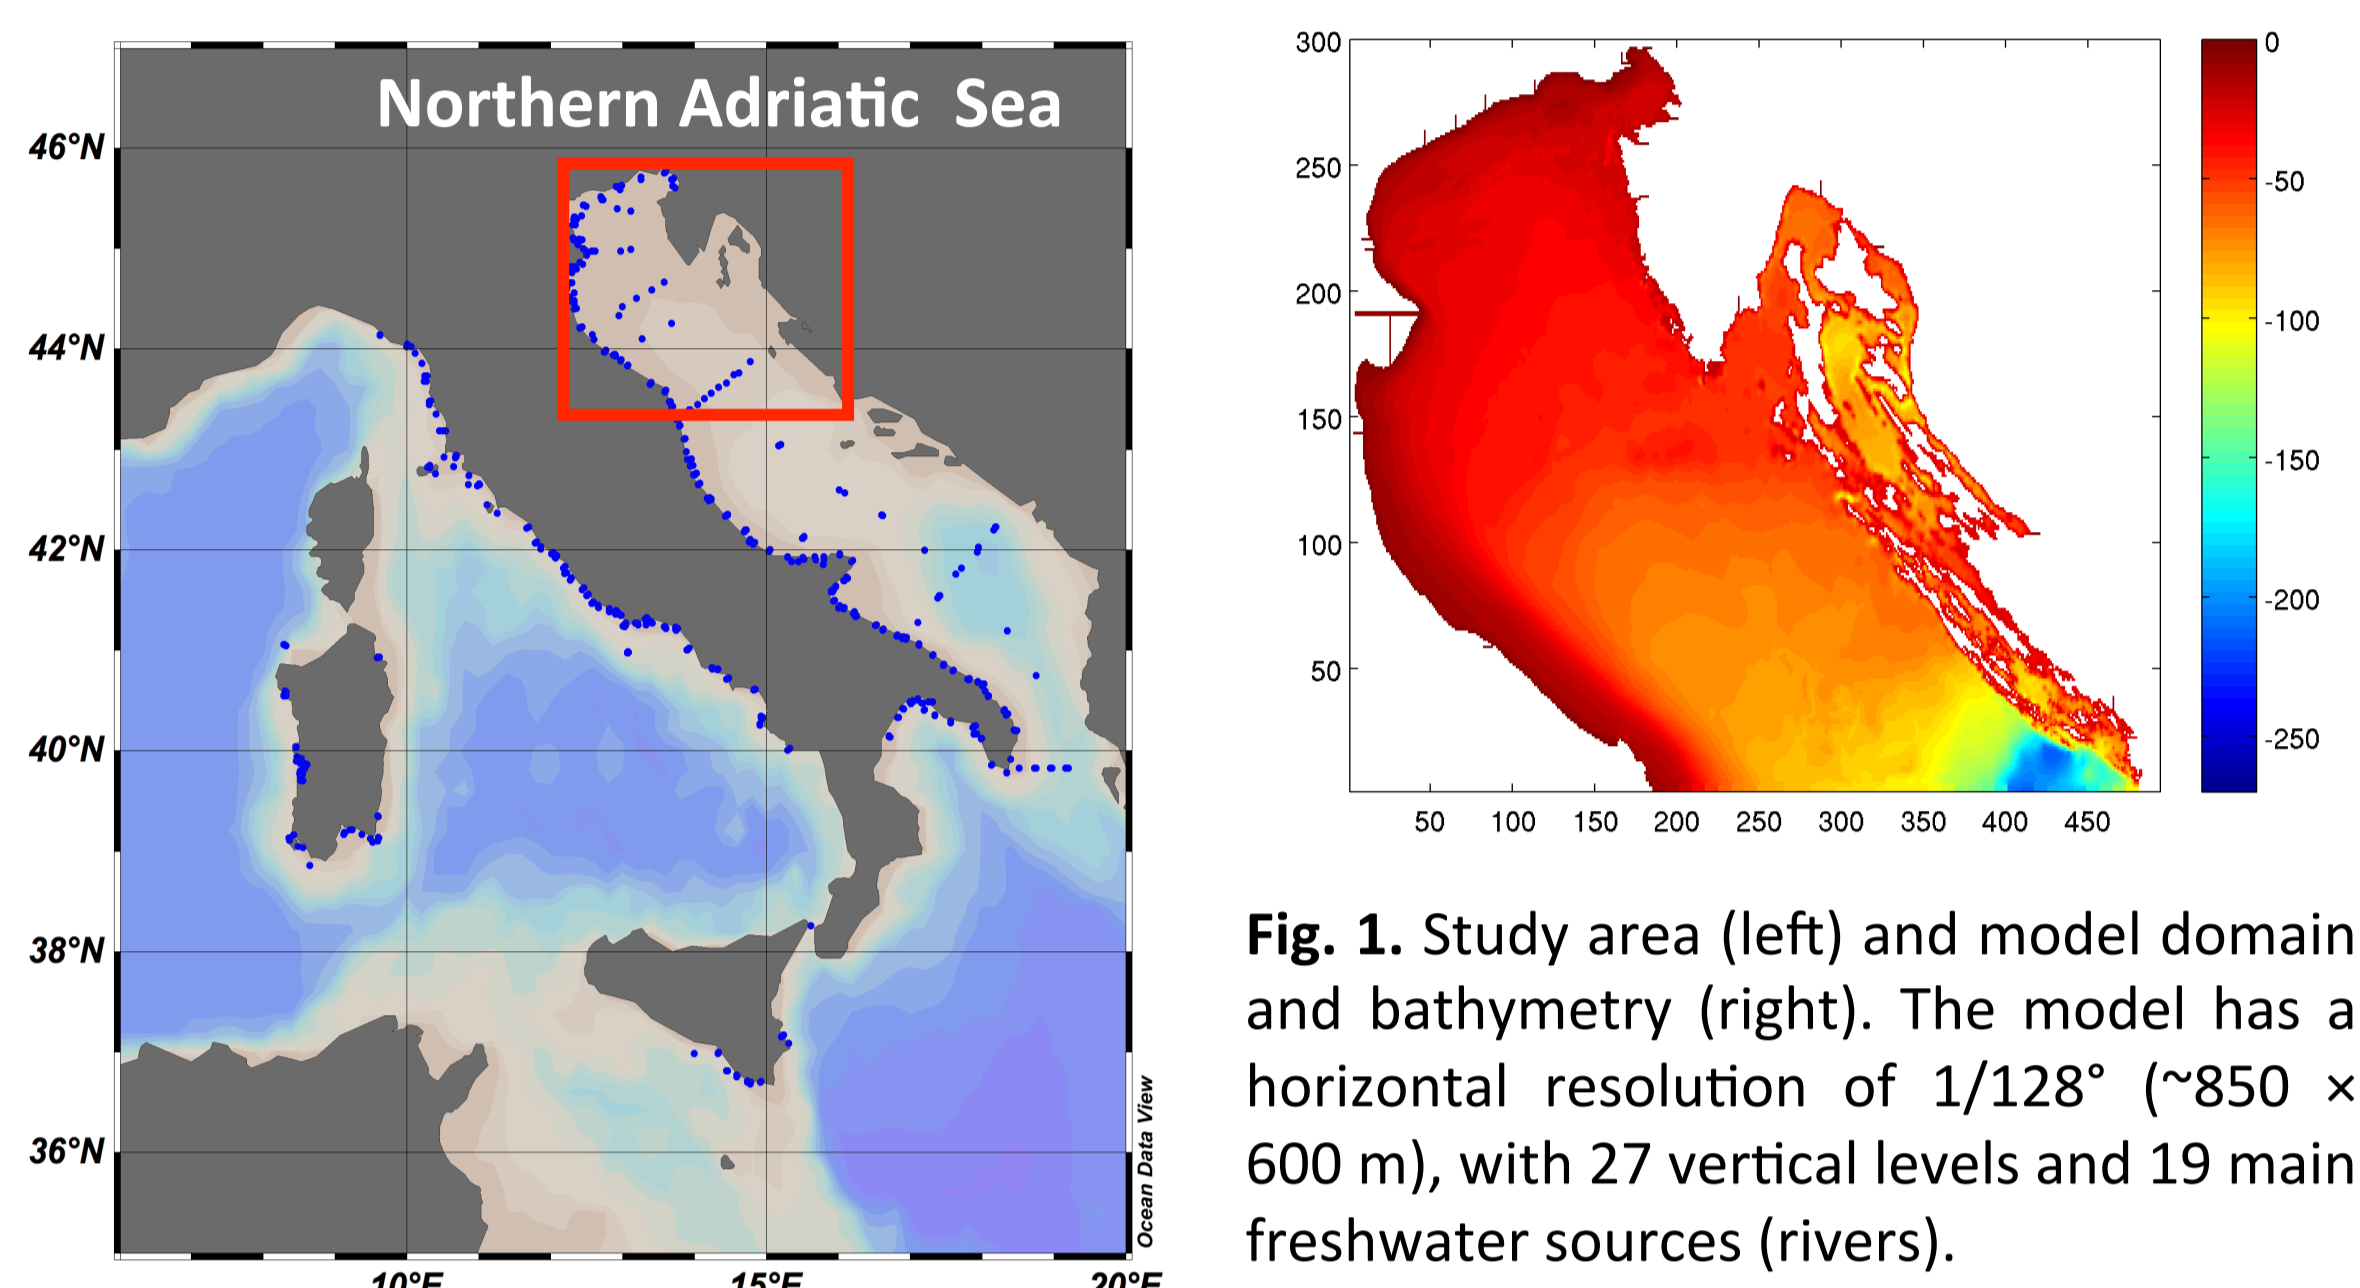 Northern Adriatic Sea
46°N
44°N
42°N
40°N
38°N
36°N
10°E
15°E
20°E
Ocean Data View
300
250
200
150
100
50
50
100
150
200
250
300
350
400
450
0
-50
-100
-150
-200
-250
Fig. 1. Study area (left) and model domain
and bathymetry (right). The model has a
horizontal resolution of 1/128° (~850 ×
600 m), with 27 vertical levels and 19 main
freshwater sources (rivers).